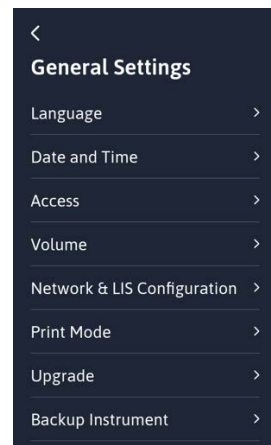 General Settings
Language
Date and Time
Access
Volume
Network & LIS Configuration
Print Mode
Upgrade
Backup Instrument